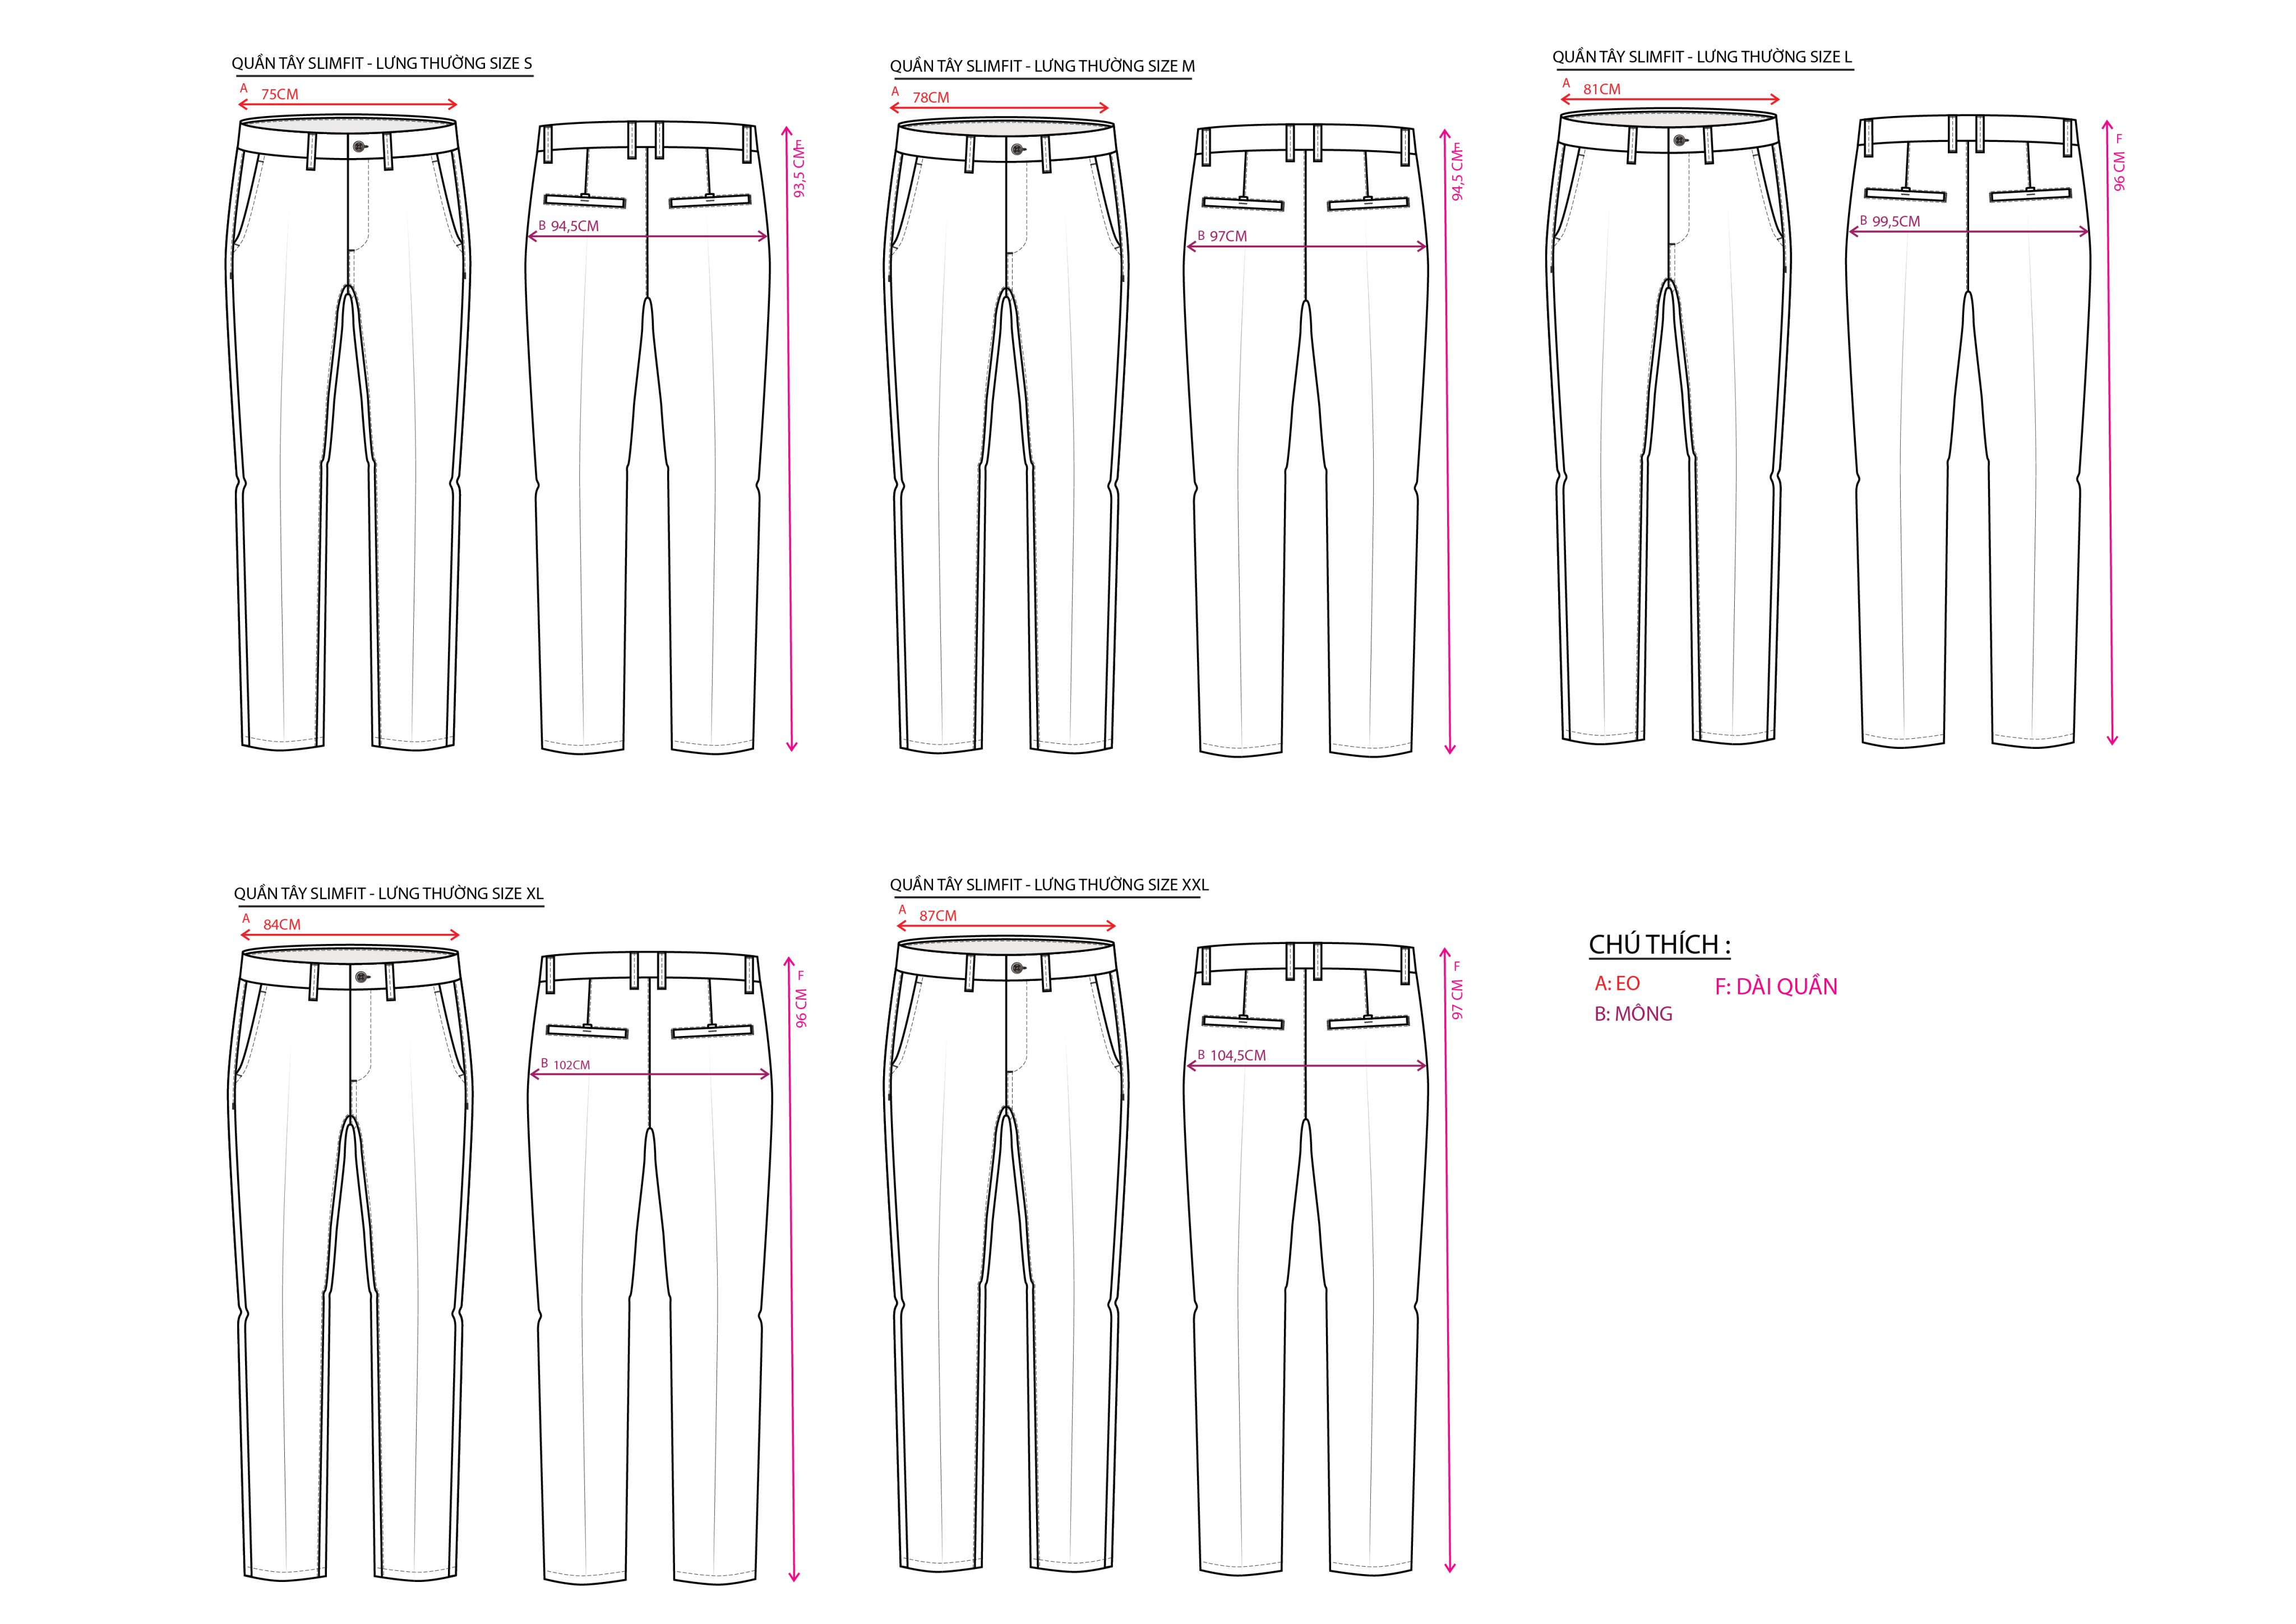 QUẦN TÂY SLIMFIT - LƯNG THƯỜNG SIZE S
A 75CM
F
93,5 CM
B 94,5CM
QUẦN TÂY SLIMFIT - LƯNG THƯỜNG SIZE M
A 78CM
F
94,5 CM
B 97CM
QUẦN TÂY SLIMFIT - LƯNG THƯỜNG SIZE L
A 81CM
F
96 CM
B 99,5CM
QUẦN TÂY SLIMFIT - LƯNG THƯỜNG SIZE XL
A 84CM
F
96 CM
B 102CM
QUẦN TÂY SLIMFIT - LƯNG THƯỜNG SIZE XXL
A 87CM
F
97 CM
B 104,5CM
CHÚ THÍCH :
A: EO
F: DÀI QUẦN
B: MÔNG